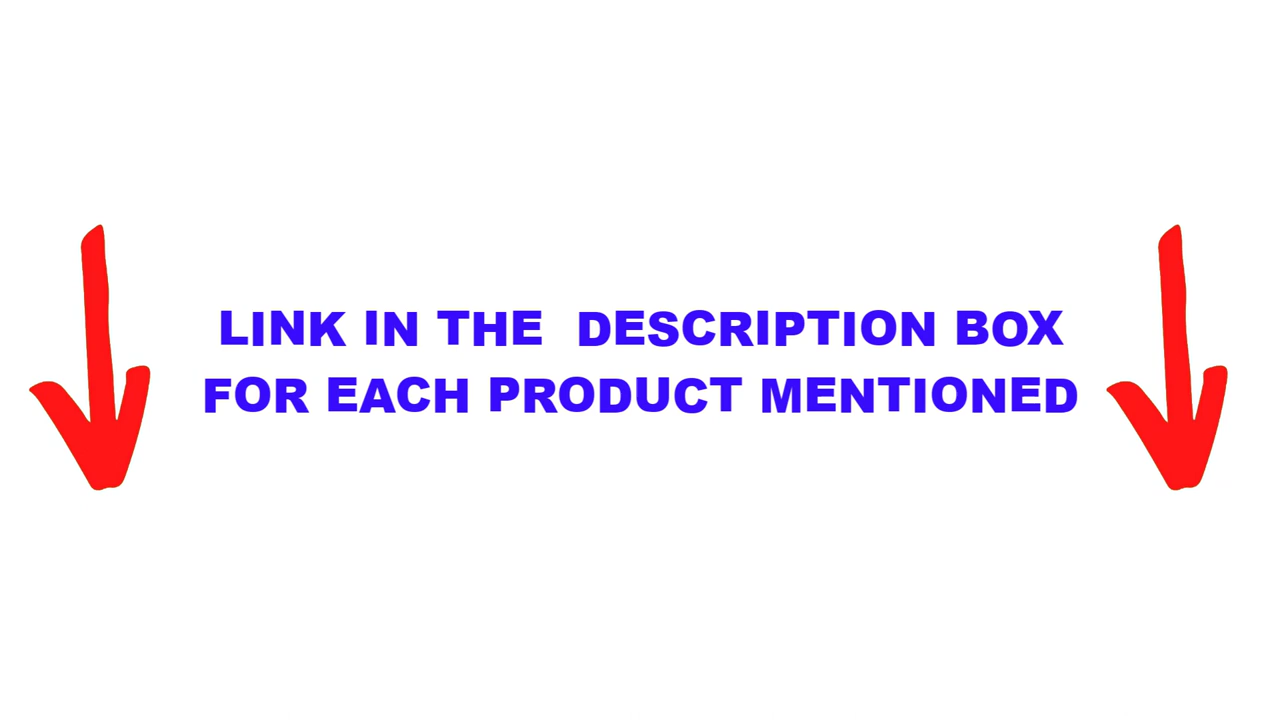 LINK IN THE  DESCRIPTION BOX
FOR EACH PRODUCT MENTIONED